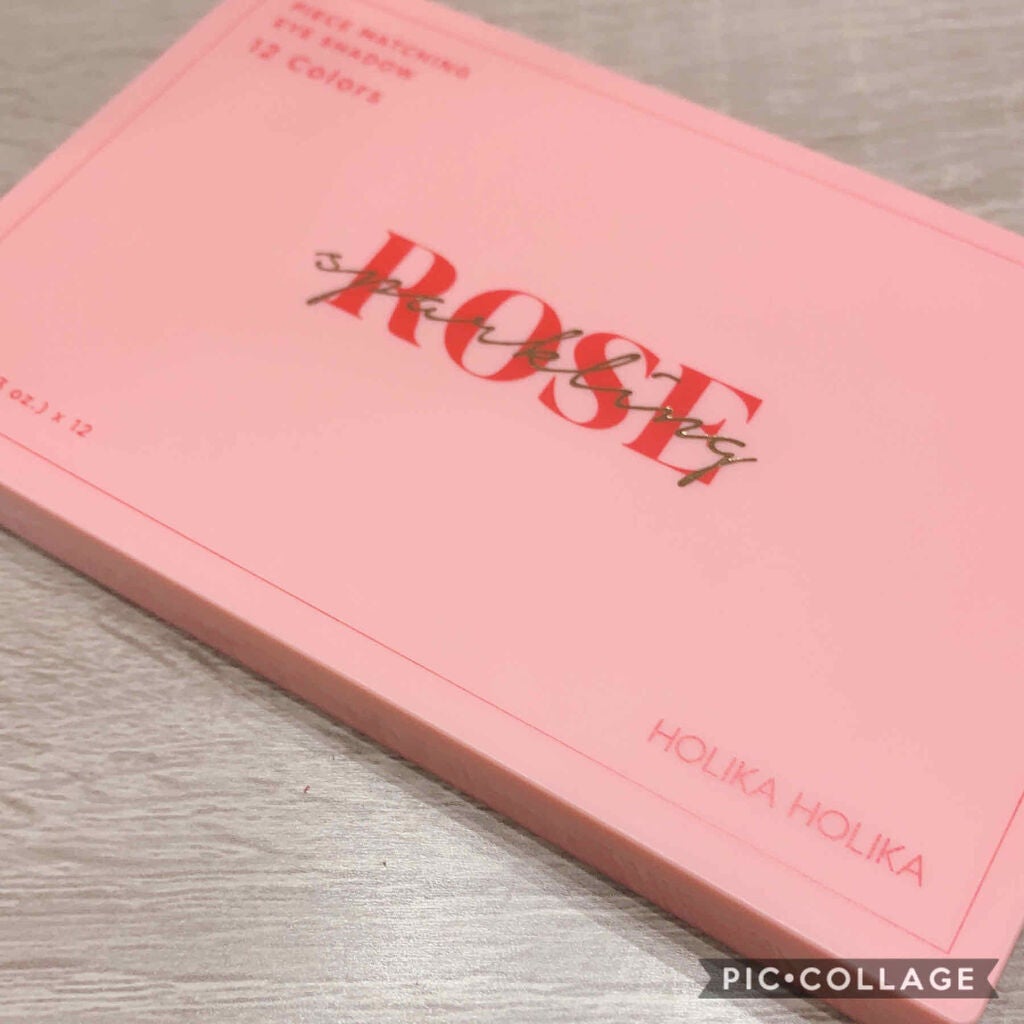 PIECE MATCHING
EYE SHADOW
12 Colors
ROSE
sparkling
oz.) x 12
HOLIKA HOLIKA
PIC•COLLAGE